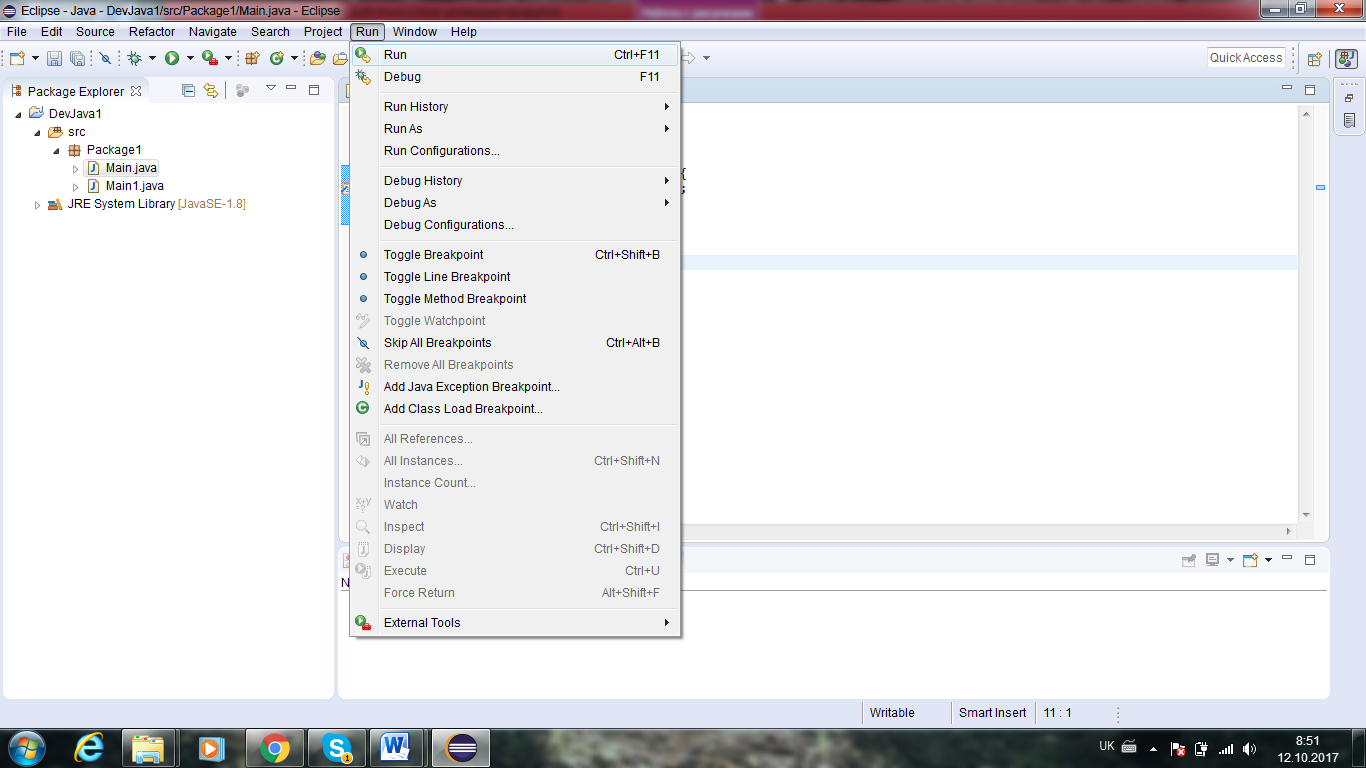 Eclipse - Java - DevJava1/src/Package1/Main.java - Eclipse
File Edit Source Refactor Navigate Search Project Run Window Help
Quick Access
Package Explorer
DevJava1
src
Package1
Main.java
Main1.java
JRE System Library [JavaSE-1.8]
Run Ctrl+F11
Debug F11
Run History
Run As
Run Configurations...
Debug History
Debug As
Debug Configurations...
Toggle Breakpoint Ctrl+Shift+B
Toggle Line Breakpoint
Toggle Method Breakpoint
Toggle Watchpoint
Skip All Breakpoints Ctrl+Alt+B
Remove All Breakpoints
Add Java Exception Breakpoint...
Add Class Load Breakpoint...
All References...
All Instances... Ctrl+Shift+N
Instance Count...
Watch
Inspect Ctrl+Shift+I
Display Ctrl+Shift+D
Execute Ctrl+U
Force Return Alt+Shift+F
External Tools
{
;
N
Writable Smart Insert 11 : 1
UK
8:51
12.10.2017